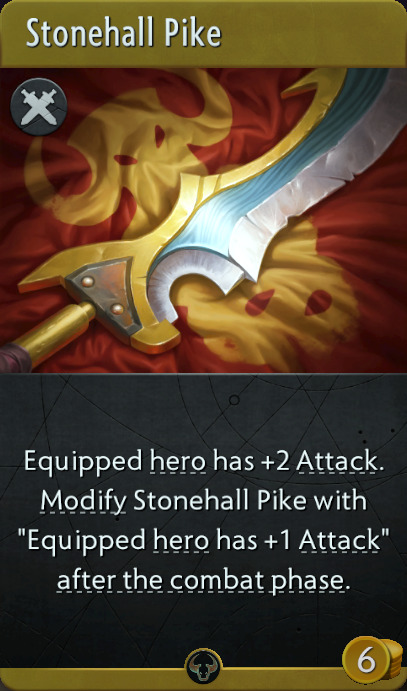 Stonehall Pike
Equipped hero has +2 Attack.
Modify Stonehall Pike with
"Equipped hero has +1 Attack"
after the combat phase.
6